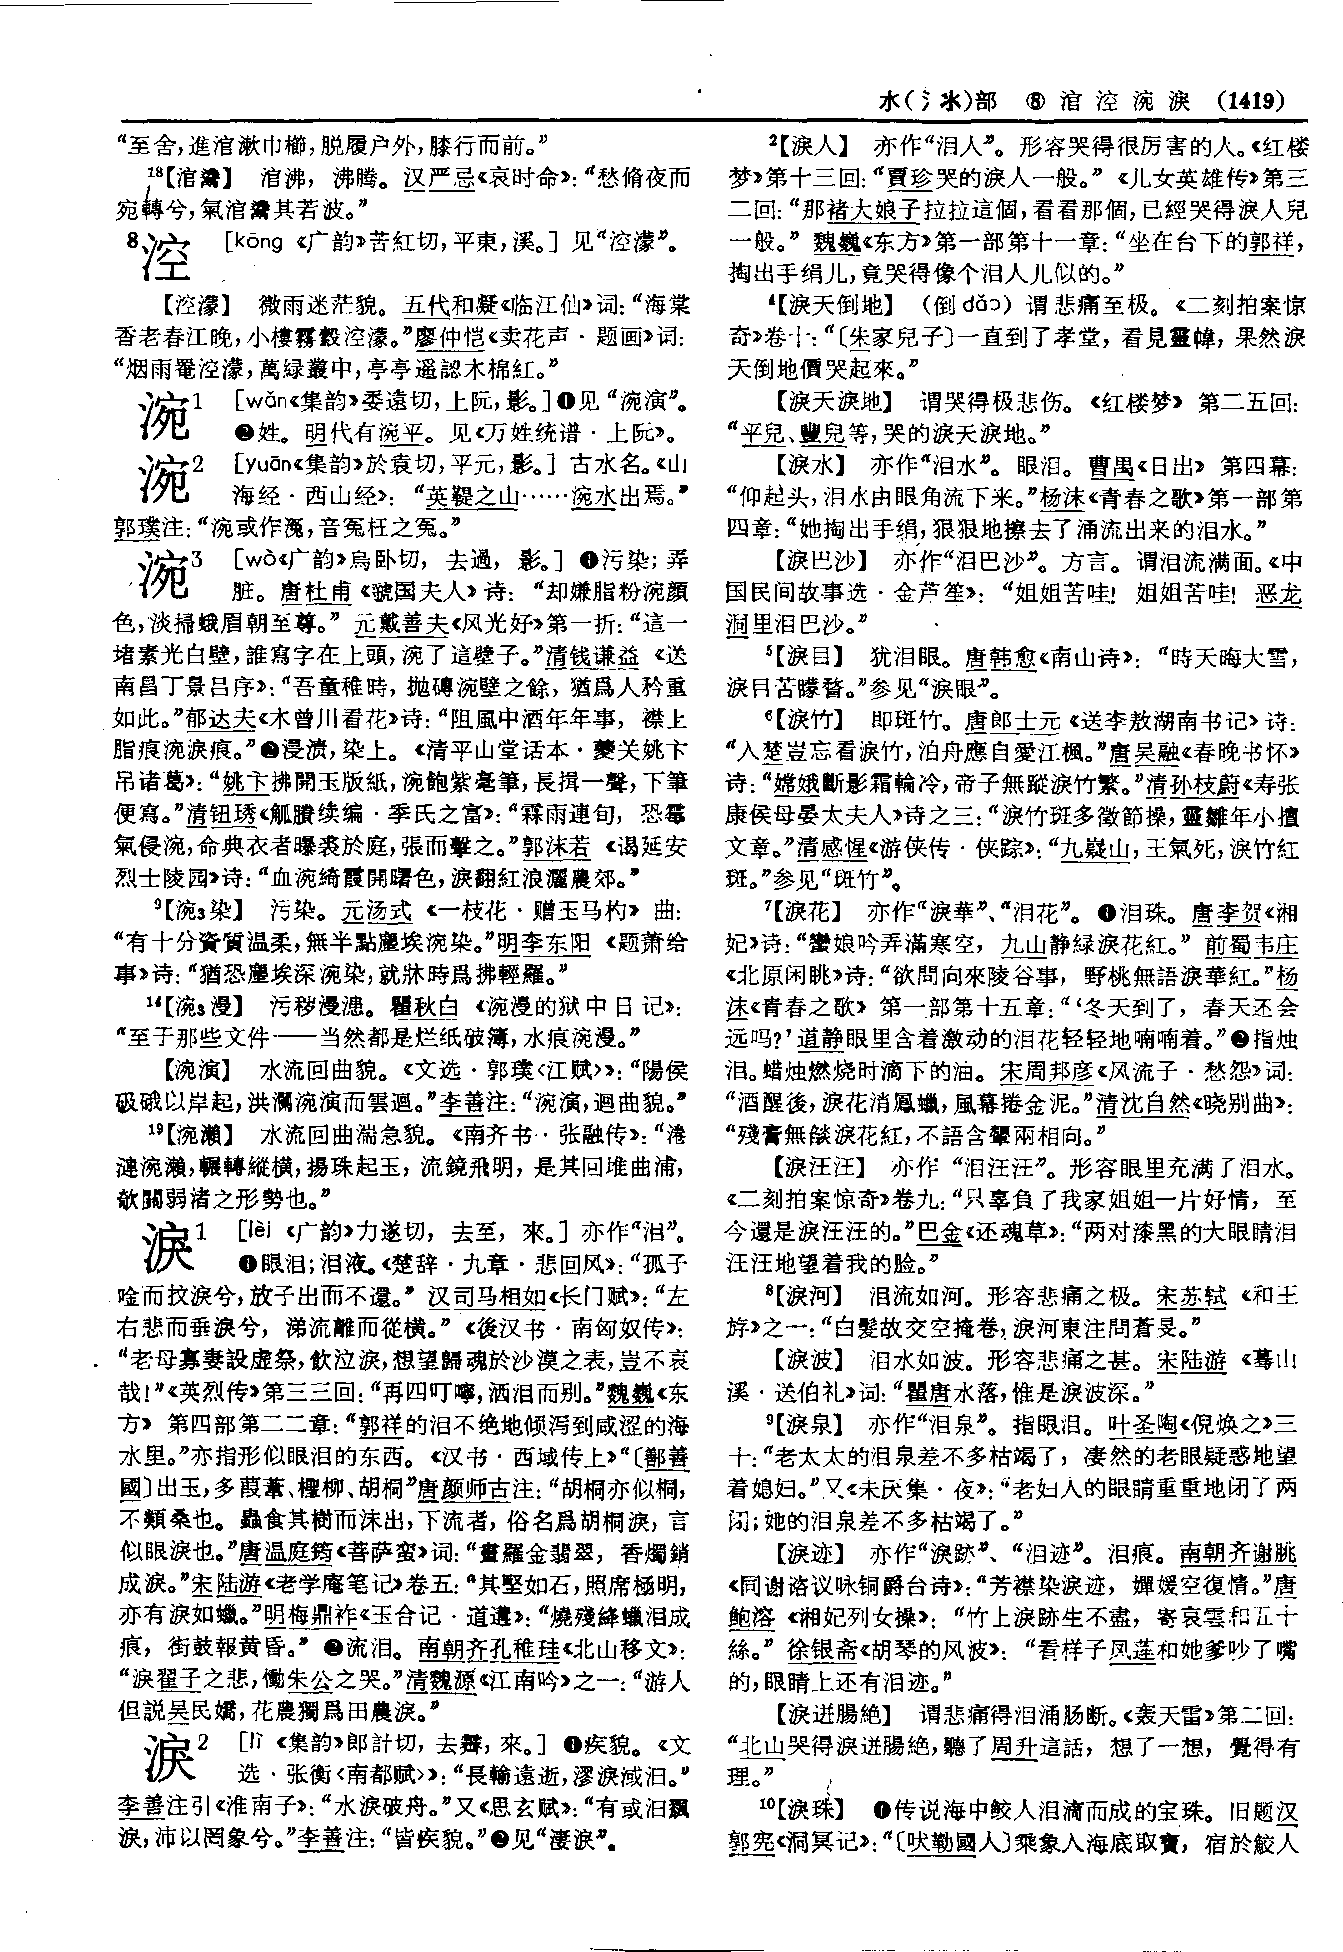 水(氵氺)部 ⑧ 涫涳涴淚 (1419)
“至舍,進涫漱巾櫛,脱履户外,膝行而前。”
18【涫灊】 涫沸,沸腾。汉严忌《哀时命》:“愁脩夜而
宛轉兮,氣涫灊其若波。”
8涳 [kōng《广韵》苦紅切,平東,溪。] 见“涳濛”。
【涳濛】 微雨迷茫貌。五代和凝《临江仙》词:“海棠
香老春江晚,小樓霧縠涳濛。”廖仲恺《卖花声·题画》词:
“烟雨罨涳濛,萬緑叢中,亭亭遥認木棉紅。”
涴1 [wǎn《集韵》委遠切,上阮,影。]❶见“涴演”。
❷姓。明代有涴平。见《万姓统谱·上阮》。
涴2 [yuān《集韵》於袁切,平元,影。] 古水名。《山
海经·西山经》:“英鞮之山……涴水出焉。”
郭璞注:“涴或作溾,音冤枉之冤。”
涴3 [wò《广韵》烏卧切,去過,影。] ❶污染;弄
脏。唐杜甫《虢国夫人》诗:“却嫌脂粉涴顔
色,淡掃蛾眉朝至尊。” 元戴善夫《风光好》第一折:“這一
堵素光白壁,誰寫字在上頭,涴了這壁子。”清钱谦益《送
南昌丁景吕序》:“吾童稚時,抛磚涴壁之餘,猶爲人矜重
如此。”郁达夫《木曾川看花》诗:“阻風中酒年年事,襟上
脂痕涴淚痕。”❷浸渍,染上。《清平山堂话本·夔关姚卞
吊诸葛》:“姚卞拂開玉版紙,涴飽紫毫筆,長揖一聲,下筆
便寫。”清钮琇《觚賸续编·季氏之富》:“霖雨連旬,恐霉
氣侵涴,命典衣者曝裘於庭,張而擊之。”郭沫若《谒延安
烈士陵园》诗:“血涴綺霞開曙色,淚翻紅浪灑農郊。”
9【涴3染】 污染。元汤式《一枝花·赠玉马杓》曲:
“有十分資質温柔,無半點塵埃涴染。”明李东阳《题萧给
事》诗:“猶恐塵埃深涴染,就牀時爲拂輕羅。”
14【涴3漫】 污秽漫漶。瞿秋白《涴漫的狱中日记》:
“至于那些文件——当然都是烂纸破簿,水痕涴漫。”
【涴演】 水流回曲貌。《文选·郭璞〈江赋〉》:“陽侯
砐硪以岸起,洪瀾涴演而雲迴。”李善注:“涴演,迴曲貌。”
19【涴瀨】 水流回曲湍急貌。《南齐书·张融传》:“港
漣涴瀨,輾轉縱横,揚珠起玉,流鏡飛明,是其回堆曲浦,
欹關弱渚之形勢也。”
淚1 [lèi《广韵》力遂切,去至,來。] 亦作“泪”。
❶眼泪;泪液。《楚辞·九章·悲回风》:“孤子
唫而抆淚兮,放子出而不還。” 汉司马相如《长门赋》:“左
右悲而垂淚兮,涕流離而從横。”《後汉书·南匈奴传》:
“老母寡妻設虚祭,飲泣淚,想望歸魂於沙漠之表,豈不哀
哉!”《英烈传》第三三回:“再四叮嚀,洒泪而别。”魏巍《东
方》第四部第二二章:“郭祥的泪不绝地倾泻到咸涩的海
水里。”亦指形似眼泪的东西。《汉书·西域传上》“〔鄯善
國〕出玉,多葭葦、檉柳、胡桐”唐颜师古注:“胡桐亦似桐,
不類桑也。蟲食其樹而沫出,下流者,俗名爲胡桐淚,言
似眼淚也。”唐温庭筠《菩萨蛮》词:“畫羅金翡翠,香燭銷
成淚。”宋陆游《老学庵笔记》卷五:“其堅如石,照席極明,
亦有淚如蠟。”明梅鼎祚《玉合记·道遘》:“燒殘絳蠟泪成
痕,街鼓報黄昏。” ❷流泪。南朝齐孔稚珪《北山移文》:
“淚翟子之悲,慟朱公之哭。”清魏源《江南吟》之一:“游人
但説吴民嬌,花農獨爲田農淚。”
淚2 [lì《集韵》郎計切,去霽,來。] ❶疾貌。《文
选·张衡〈南都赋〉》:“長輸遠逝,漻淚淢汨。”
李善注引《淮南子》:“水淚破舟。”又《思玄赋》:“有或汨飄
淚,沛以罔象兮。”李善注:“皆疾貌。”❷见“淒淚”。
2【淚人】 亦作“泪人”。形容哭得很厉害的人。《红楼
梦》第十三回:“賈珍哭的淚人一般。”《儿女英雄传》第三
二回:“那褚大娘子拉拉這個,看看那個,已經哭得淚人兒
一般。” 魏巍《东方》第一部第十一章:“坐在台下的郭祥,
掏出手绢儿,竟哭得像个泪人儿似的。”
4【淚天倒地】 (倒 dǎo) 谓悲痛至极。《二刻拍案惊
奇》卷十:“〔朱家兒子〕一直到了孝堂,看見靈幃,果然淚
天倒地價哭起來。”
【淚天淚地】 谓哭得极悲伤。《红楼梦》第二五回:
“平兒、豐兒等,哭的淚天淚地。”
【淚水】 亦作“泪水”。眼泪。曹禺《日出》第四幕:
“仰起头,泪水由眼角流下来。”杨沫《青春之歌》第一部第
四章:“她掏出手绢,狠狠地擦去了涌流出来的泪水。”
【淚巴沙】 亦作“泪巴沙”。方言。谓泪流满面。《中
国民间故事选·金芦笙》:“姐姐苦哇! 姐姐苦哇! 恶龙
洞里泪巴沙。”
5【淚目】 犹泪眼。唐韩愈《南山诗》:“時天晦大雪,
淚目苦矇瞀。”参见“淚眼”。
6【淚竹】 即斑竹。唐郎士元《送李敖湖南书记》诗:
“入楚豈忘看淚竹,泊舟應自愛江楓。”唐吴融《春晚书怀》
诗:“嫦娥斷影霜輪冷,帝子無蹤淚竹繁。”清孙枝蔚《寿张
康侯母晏太夫人》诗之三:“淚竹斑多徵節操,靈雛年小擅
文章。”清感惺《游侠传·侠踪》:“九嶷山,王氣死,淚竹紅
斑。”参见“斑竹”。
7【淚花】 亦作“淚華”、“泪花”。❶泪珠。唐李贺《湘
妃》诗:“蠻娘吟弄滿寒空,九山静緑淚花紅。” 前蜀韦庄
《北原闲眺》诗:“欲問向來陵谷事,野桃無語淚華紅。”杨
沫《青春之歌》第一部第十五章:“‘冬天到了,春天还会
远吗?’道静眼里含着激动的泪花轻轻地喃喃着。”❷指烛
泪。蜡烛燃烧时滴下的油。宋周邦彦《风流子·愁怨》词:
“酒醒後,淚花消鳳蠟,風幕捲金泥。”清沈自然《晓别曲》:
“殘膏無燄淚花紅,不語含顰兩相向。”
【淚汪汪】 亦作“泪汪汪”。形容眼里充满了泪水。
《二刻拍案惊奇》卷九:“只辜負了我家姐姐一片好情,至
今還是淚汪汪的。”巴金《还魂草》:“两对漆黑的大眼睛泪
汪汪地望着我的脸。”
8【淚河】 泪流如河。形容悲痛之极。宋苏轼《和王
斿》之一:“白髮故交空掩卷,淚河東注問蒼旻。”
【淚波】 泪水如波。形容悲痛之甚。宋陆游《蓦山
溪·送伯礼》词:“瞿唐水落,惟是淚波深。”
9【淚泉】 亦作“泪泉”。指眼泪。叶圣陶《倪焕之》三
十:“老太太的泪泉差不多枯竭了,凄然的老眼疑惑地望
着媳妇。”又《未厌集·夜》:“老妇人的眼睛重重地闭了两
闭;她的泪泉差不多枯竭了。”
【淚迹】 亦作“淚跡”、“泪迹”。泪痕。南朝齐谢朓
《同谢谘议咏铜爵台诗》:“芳襟染淚迹,嬋媛空復情。”唐
鲍溶《湘妃列女操》:“竹上淚跡生不盡,寄哀雲和五十
絲。” 徐银斋《胡琴的风波》:“看样子凤莲和她爹吵了嘴
的,眼睛上还有泪迹。”
【淚迸腸絶】 谓悲痛得泪涌肠断。《轰天雷》第二回:
“北山哭得淚迸腸絶,聽了周升這話,想了一想,覺得有
理。”
10【淚珠】 ❶传说海中鲛人泪滴而成的宝珠。旧题汉
郭宪《洞冥记》:“〔吠勒國人〕乘象入海底取寶,宿於鮫人